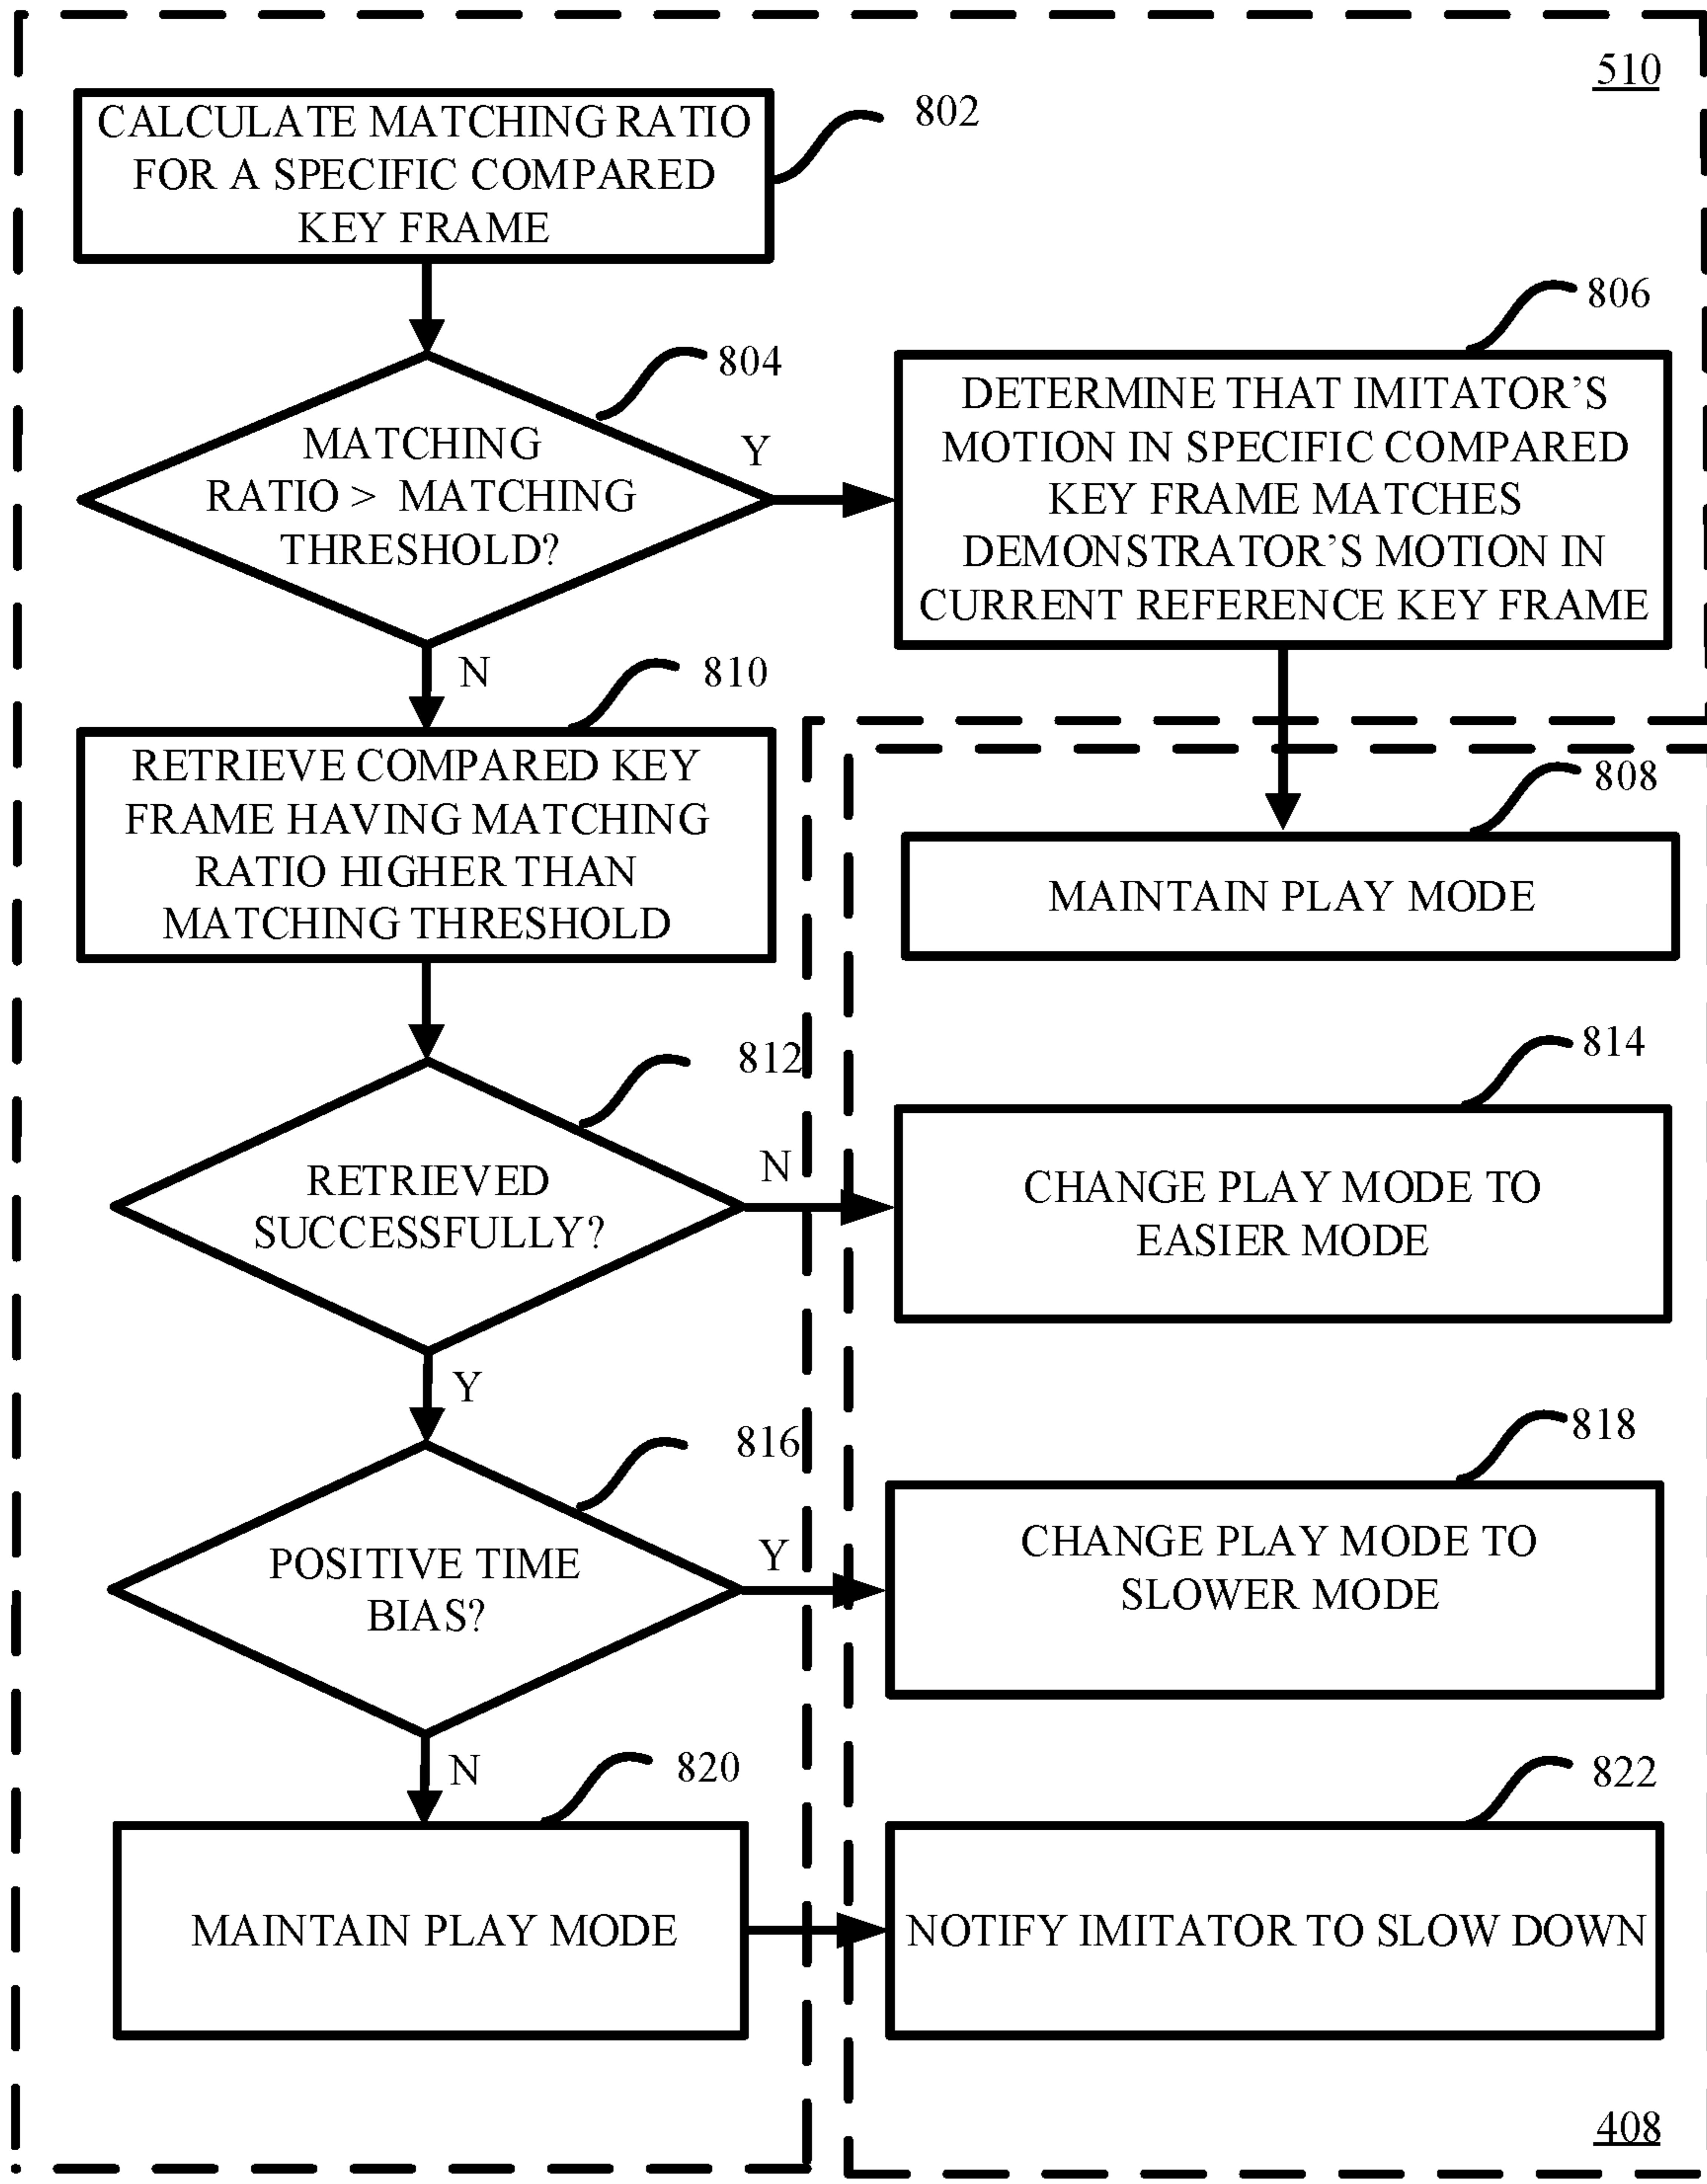 510
CALCULATE MATCHING RATIO
FOR A SPECIFIC COMPARED
KEY FRAME
802
804
MATCHING
RATIO > MATCHING
THRESHOLD?
Y
806
DETERMINE THAT IMITATOR'S
MOTION IN SPECIFIC COMPARED
KEY FRAME MATCHES
DEMONSTRATOR'S MOTION IN
CURRENT REFERENCE KEY FRAME
N
810
RETRIEVE COMPARED KEY
FRAME HAVING MATCHING
RATIO HIGHER THAN
MATCHING THRESHOLD
808
MAINTAIN PLAY MODE
812
RETRIEVED
SUCCESSFULLY?
N
814
CHANGE PLAY MODE TO
EASIER MODE
Y
816
POSITIVE TIME
BIAS?
Y
818
CHANGE PLAY MODE TO
SLOWER MODE
N
820
MAINTAIN PLAY MODE
822
NOTIFY IMITATOR TO SLOW DOWN
408